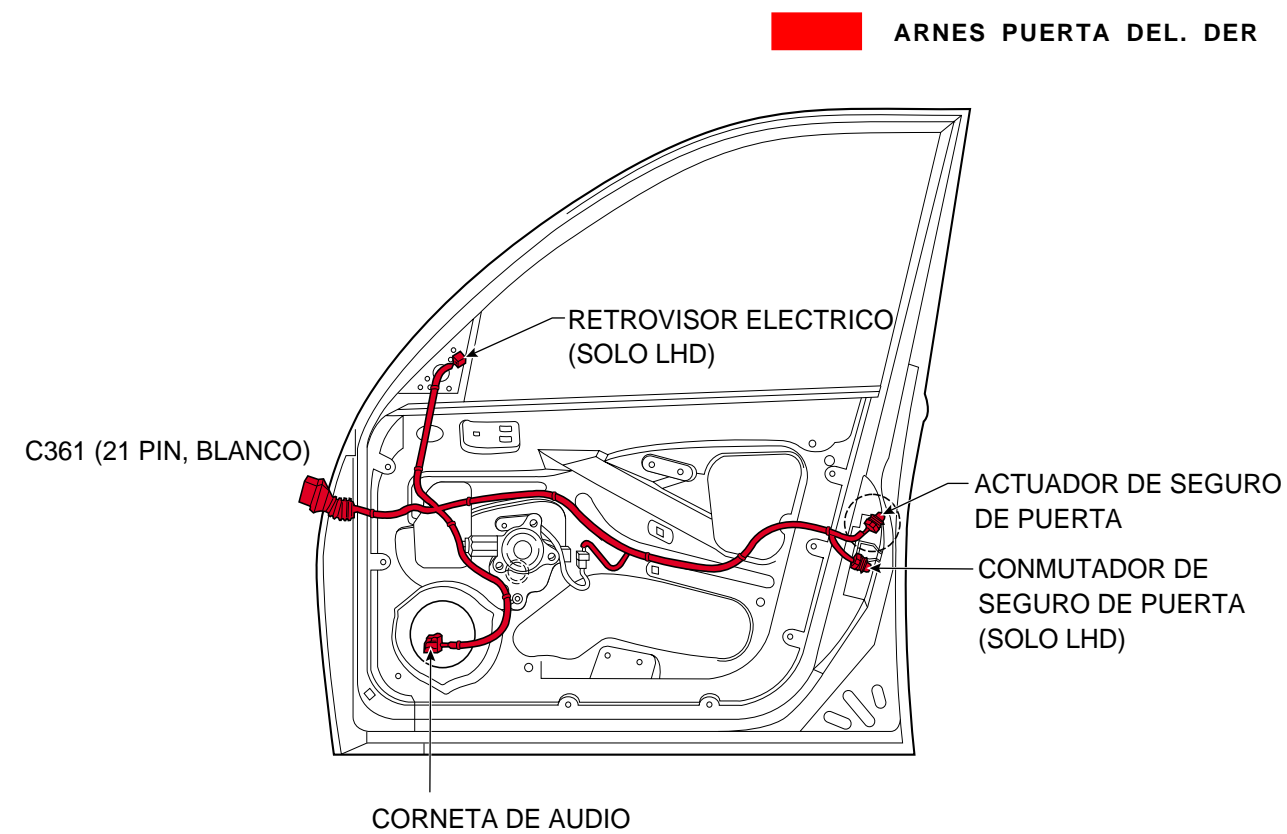 ARNES PUERTA DEL. DER
RETROVISOR ELECTRICO
(SOLO LHD)
C361 (21 PIN, BLANCO)
ACTUADOR DE SEGURO
DE PUERTA
CONMUTADOR DE
SEGURO DE PUERTA
(SOLO LHD)
CORNETA DE AUDIO